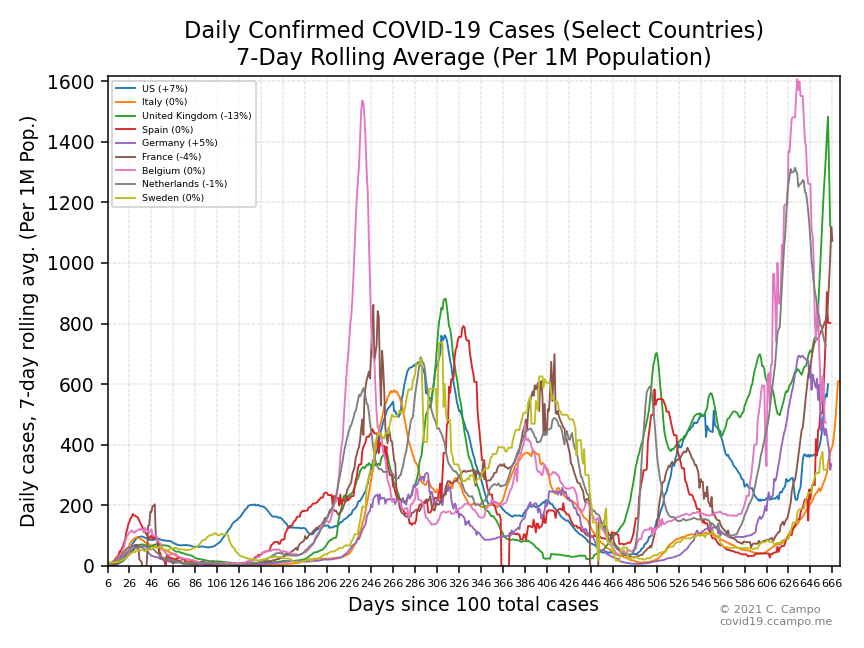 Daily Confirmed COVID-19 Cases (Select Countries)
7-Day Rolling Average (Per 1M Population)
Daily cases, 7-day rolling avg. (Per 1M Pop.)
1600
1400
1200
1000
800
600
400
200
0
US (+7%)
Italy (0%)
United Kingdom (-13%)
Spain (0%)
Germany (+5%)
France (-4%)
Belgium (0%)
Netherlands (-1%)
Sweden (0%)
6 26 46 66 86 106 126 146 166 186 206 226 246 266 286 306 326 346 366 386 406 426 446 466 486 506 526 546 566 586 606 626 646 666
Days since 100 total cases
© 2021 C. Campo
covid19.ccampo.me